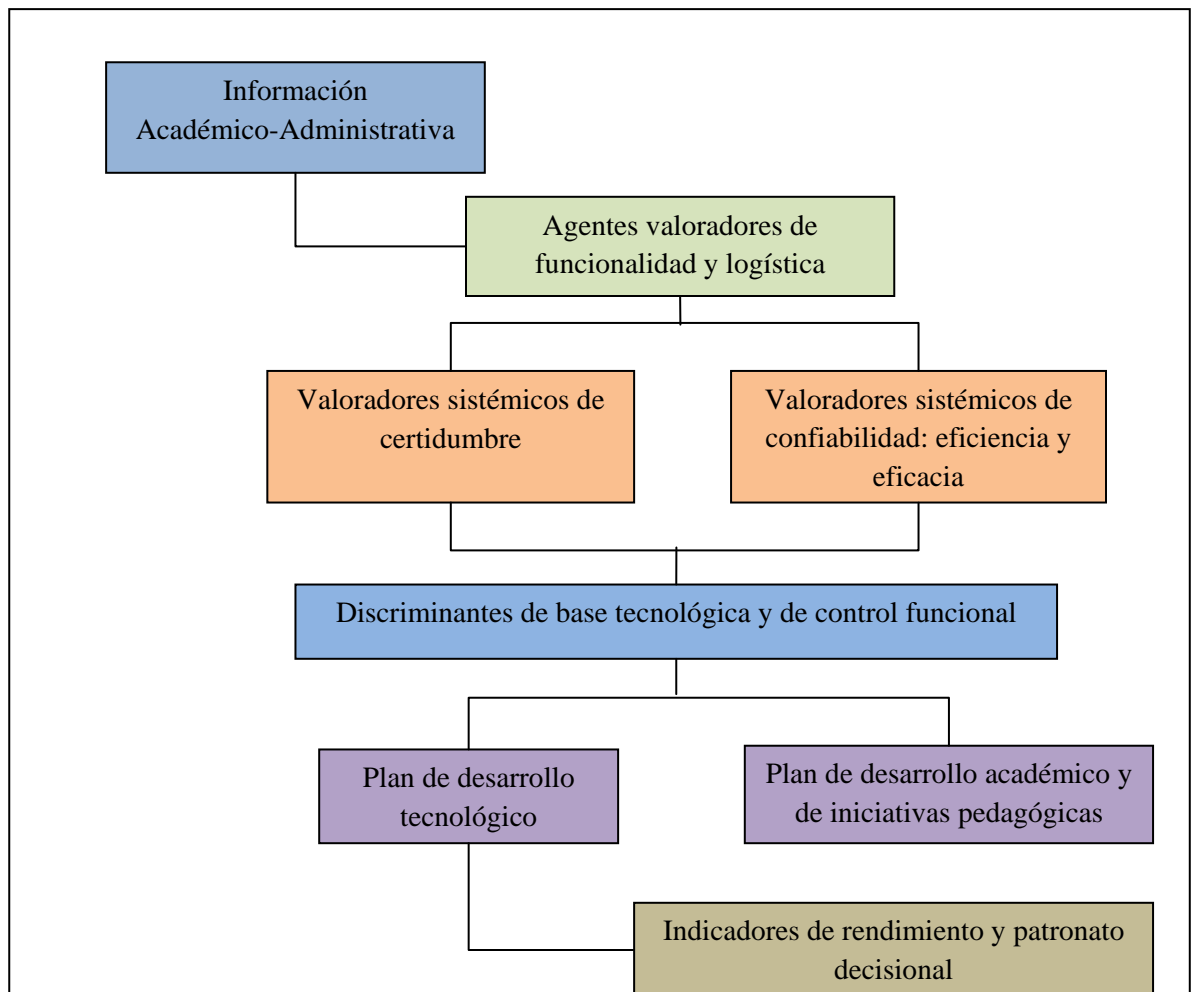 Información
Académico-Administrativa
Agentes valoradores de
funcionalidad y logística
Valoradores sistémicos de
certidumbre
Valoradores sistémicos de
confiabilidad: eficiencia y
eficacia
Discriminantes de base tecnológica y de control funcional
Plan de desarrollo
tecnológico
Plan de desarrollo académico y
de iniciativas pedagógicas
Indicadores de rendimiento y patronato
decisional